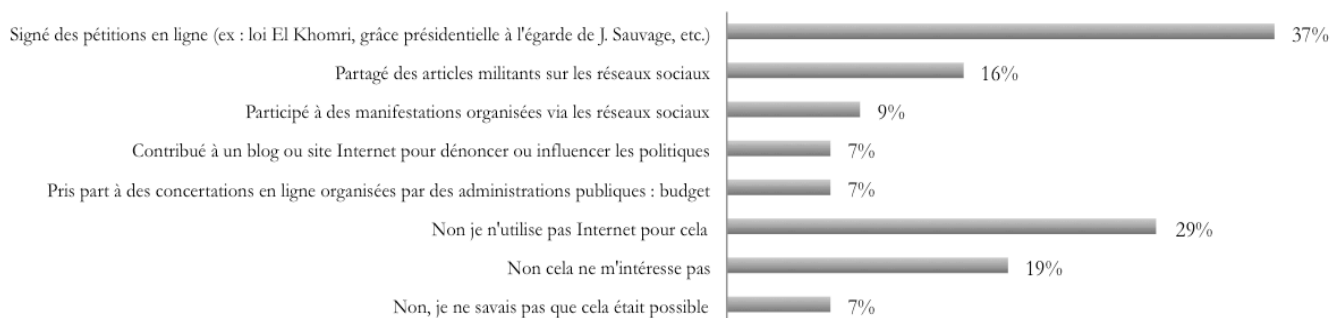 Signé des pétitions en ligne (ex : loi El Khomri, grâce présidentielle à l'égarde de J. Sauvage, etc.) 37%
Partagé des articles militants sur les réseaux sociaux 16%
Participé à des manifestations organisées via les réseaux sociaux 9%
Contribué à un blog ou site Internet pour dénoncer ou influencer les politiques 7%
Pris part à des concertations en ligne organisées par des administrations publiques : budget 7%
Non je n'utilise pas Internet pour cela 29%
Non cela ne m'intéresse pas 19%
Non, je ne savais pas que cela était possible 7%